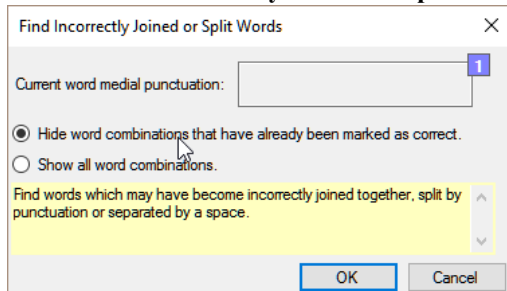 Find Incorrectly Joined or Split Words
1
Current word medial punctuation:
Hide word combinations that have already been marked as correct.
Show all word combinations.
Find words which may have become incorrectly joined together, split by
punctuation or separated by a space.
OK Cancel